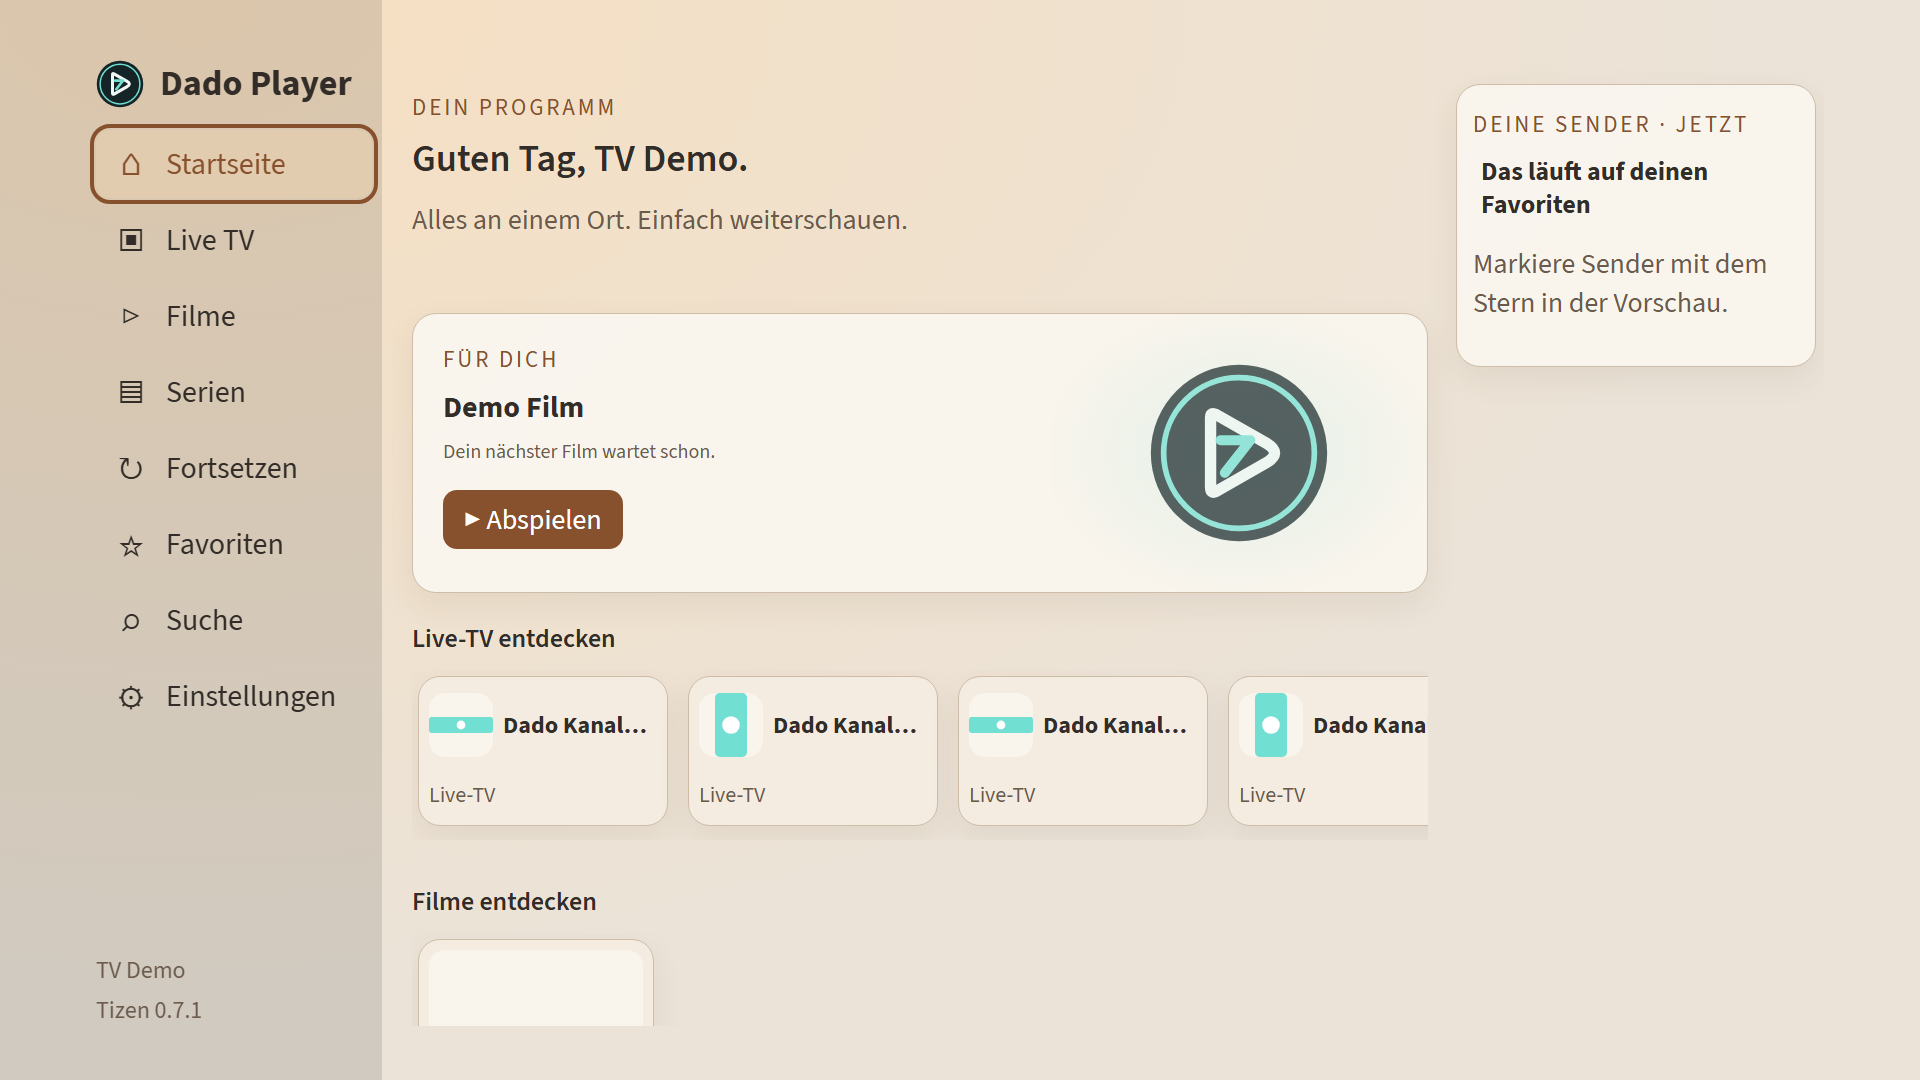 Dado Player
Startseite
Live TV
Filme
Serien
Fortsetzen
Favoriten
Suche
Einstellungen
TV Demo
Tizen 0.7.1
DEIN PROGRAMM
Guten Tag, TV Demo.
Alles an einem Ort. Einfach weiterschauen.
FÜR DICH
Demo Film
Dein nächster Film wartet schon.
Abspielen
Live-TV entdecken
Dado Kanal...
Live-TV
Dado Kanal...
Live-TV
Dado Kanal...
Live-TV
Dado Kana
Live-TV
Filme entdecken
DEINE SENDER · JETZT
Das läuft auf deinen
Favoriten
Markiere Sender mit dem
Stern in der Vorschau.